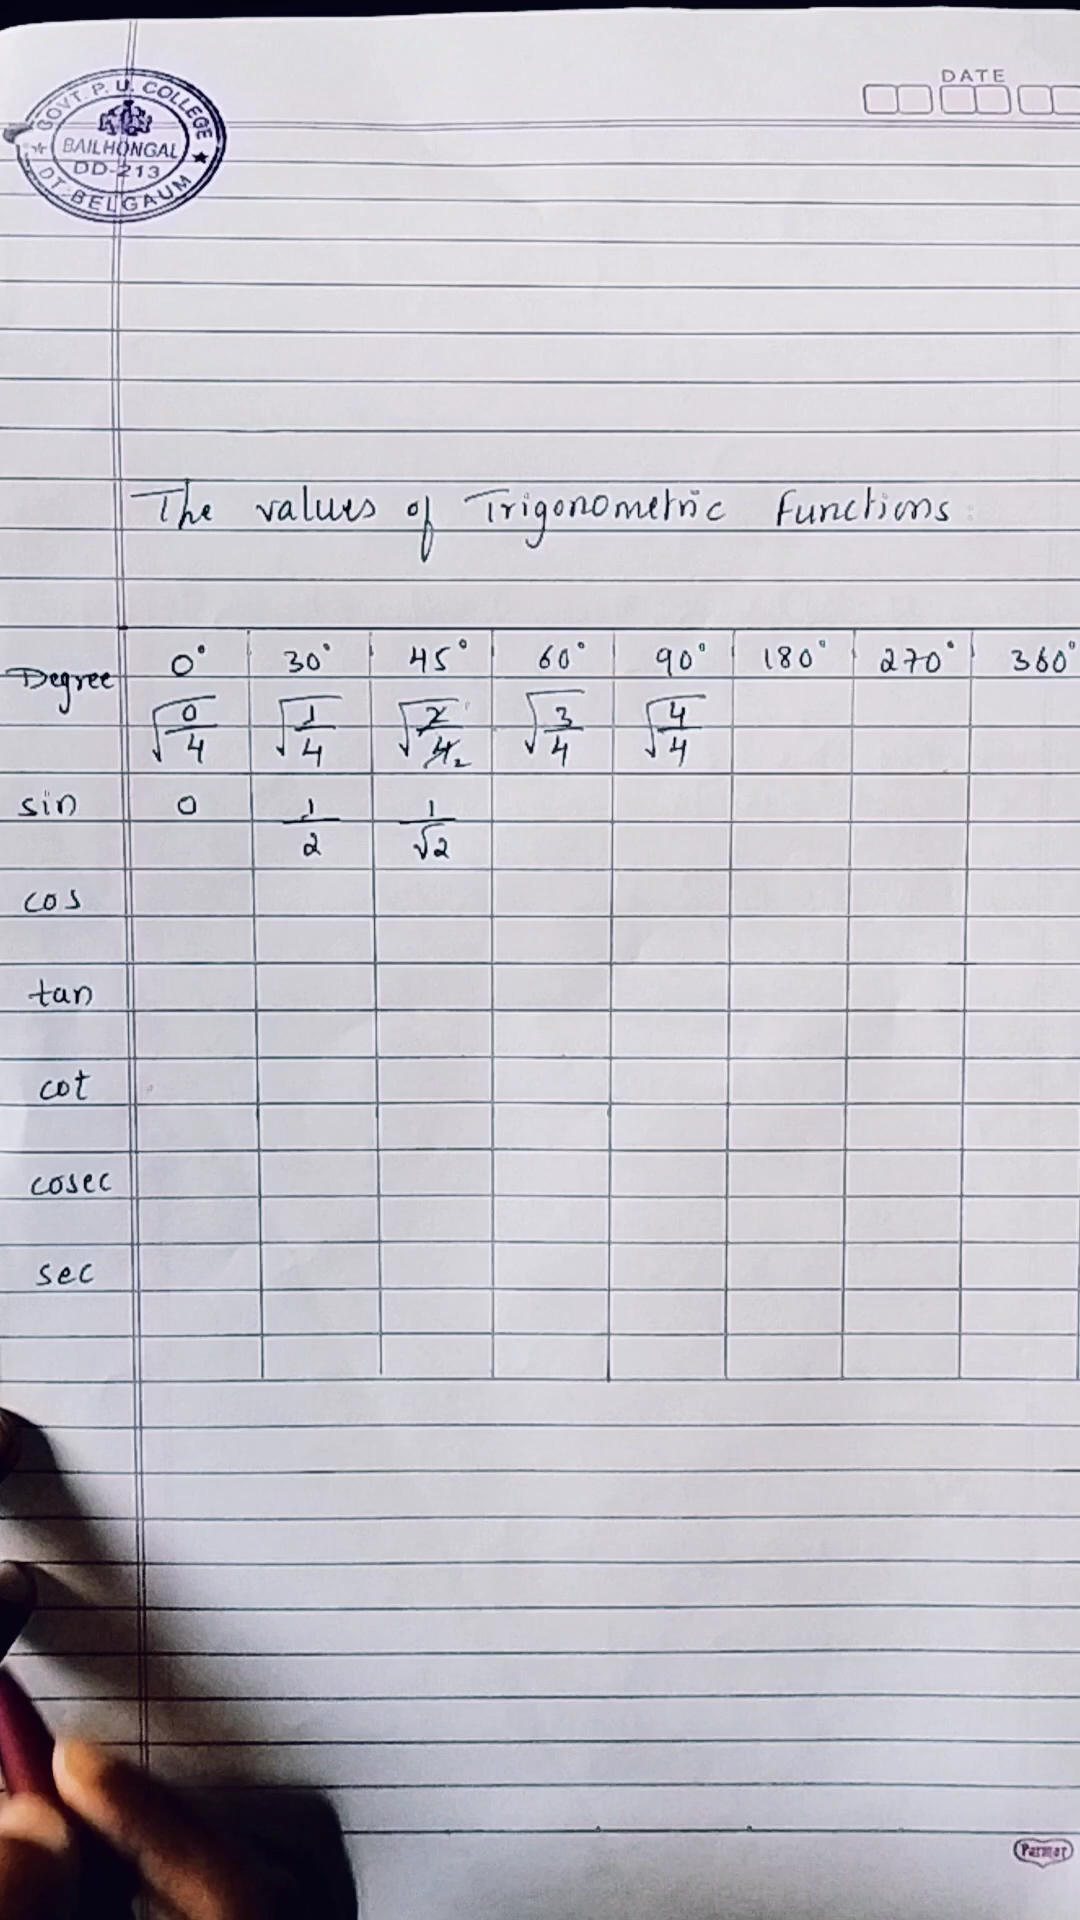 GOVT. P. U. COLLEGE
BAILHONGAL
DD-213
DT. BELGAUM
DATE
The values of Trigonometric Functions :
Degree 0° 30° 45° 60° 90° 180° 270° 360°
√(0/4) √(1/4) √(2/4) 1 2 √(3/4) √(4/4)
sin 0 1/2 1/√2
cos
tan
cot
cosec
sec
Parmar